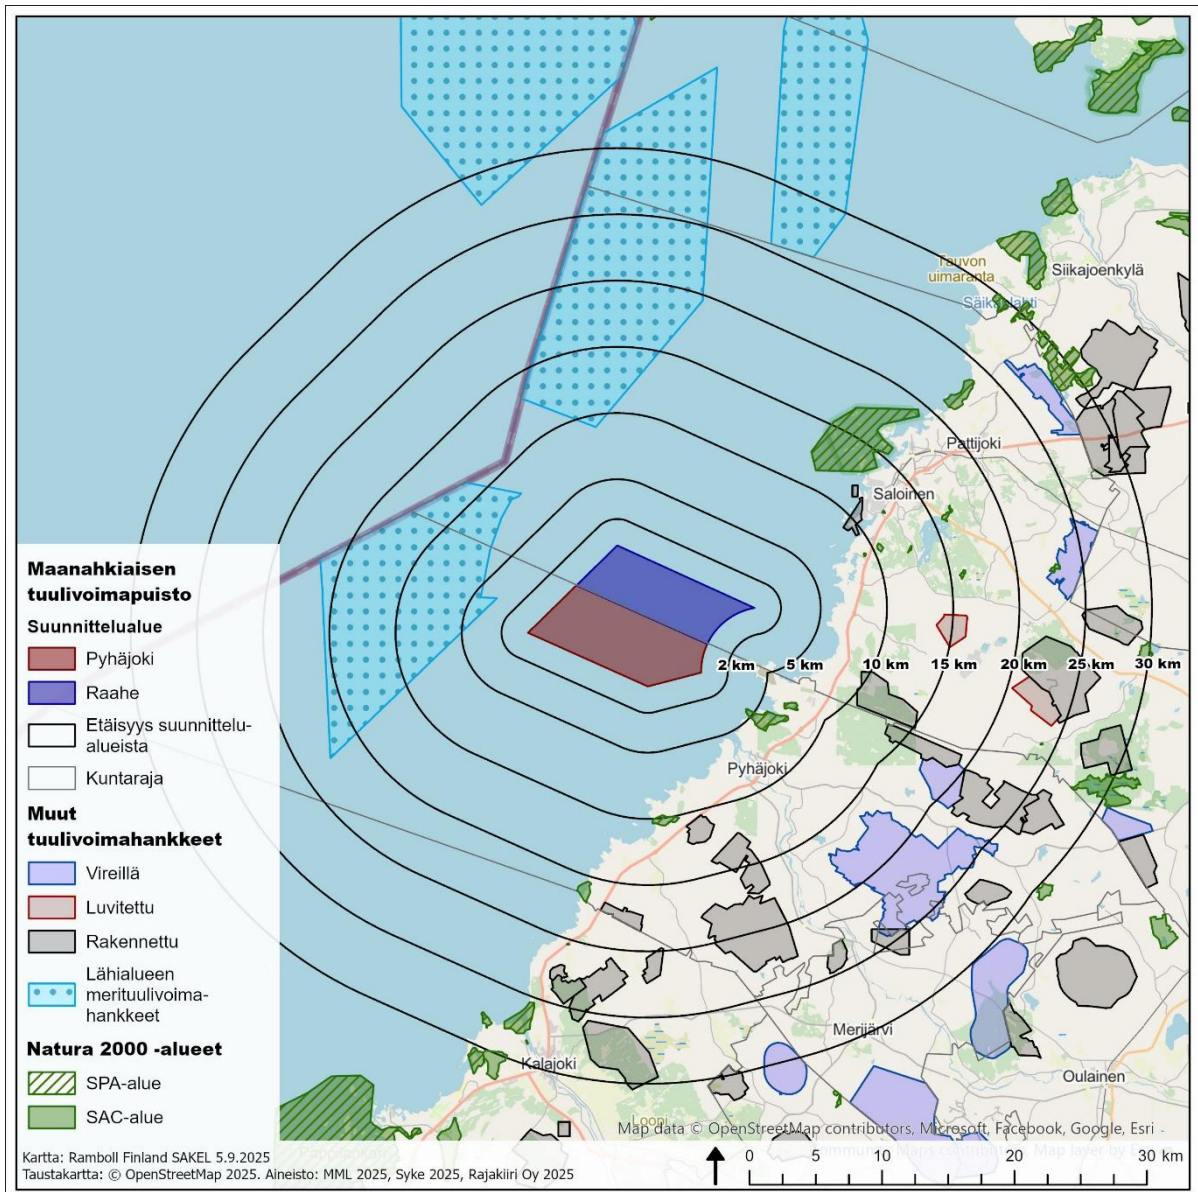 Tauvon
uimaranta
Siikajoenkylä
Säikänlahti
Pattijoki
Saloinen
2 km
5 km
10 km
15 km
20 km
25 km
30 km
Pyhäjoki
Merijärvi
Kalajoki
Oulainen
Maanahkiaisen
tuulivoimapuisto
Suunnittelualue
Pyhäjoki
Raahe
Etäisyys suunnittelu-
alueista
Kuntaraja
Muut
tuulivoimahankkeet
Vireillä
Luvitettu
Rakennettu
Lähialueen
merituulivoima-
hankkeet
Natura 2000 -alueet
SPA-alue
SAC-alue
Map data © OpenStreetMap contributors, Microsoft, Facebook, Google, Esri
Kartta: Ramboll Finland SAKEL 5.9.2025
Taustakartta: © OpenStreetMap 2025. Aineisto: MML 2025, Syke 2025, Rajakiiri Oy 2025
0 5 10 20 30 km